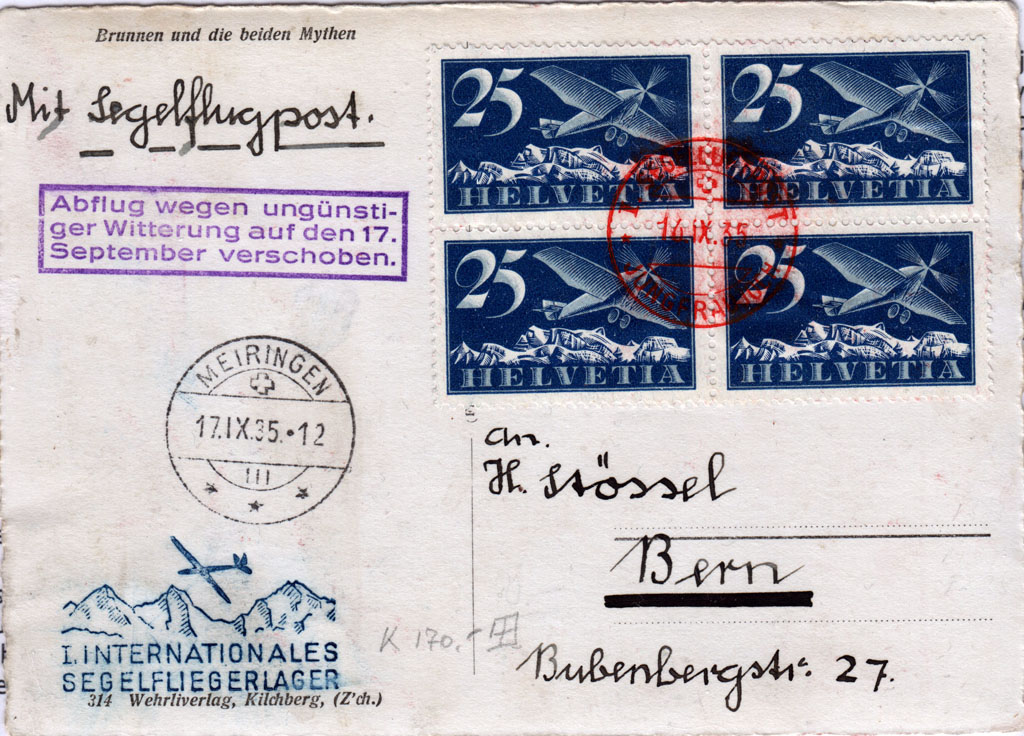 Brunnen und die beiden Mythen
Mit Segelflugpost.
Abflug wegen ungünsti-
ger Witterung auf den 17.
September verschoben.
25
HELVETIA
25
HELVETIA
25
HELVETIA
25
HELVETIA
IX.35
MEIRINGEN
17.IX.35.•12
III
an.
H. Stössel
Bern
Bubenbergstr. 27.
K 170.-
I. INTERNATIONALES
SEGELFLIEGERLAGER
314 Wehrliverlag, Kilchberg, (Z'ch.)